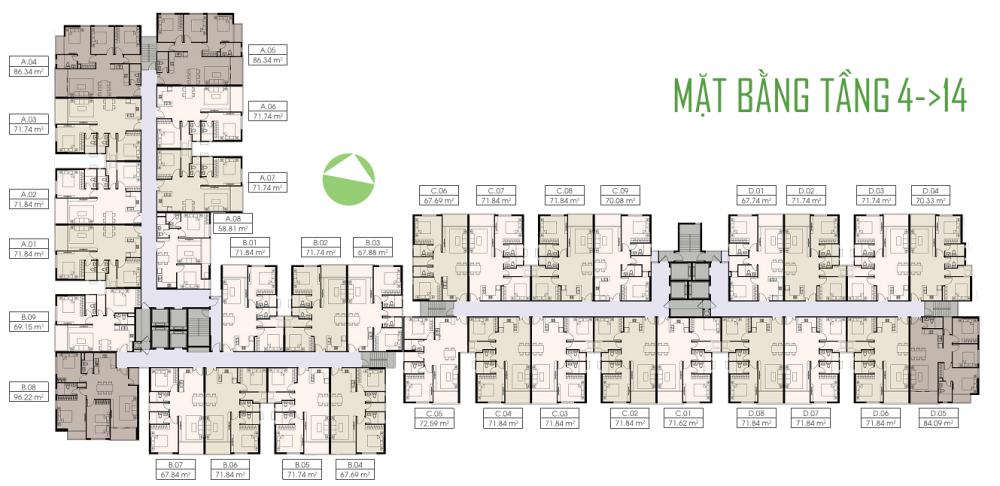 MẶT BẰNG TẦNG 4->14
A.04
86.34 m²
A.05
86.34 m²
A.03
71.74 m²
A.06
71.74 m²
A.02
71.84 m²
A.07
71.74 m²
A.01
71.84 m²
A.08
58.81 m²
B.09
69.15 m²
B.08
96.22 m²
B.01
71.84 m²
B.02
71.74 m²
B.03
67.88 m²
B.07
67.84 m²
B.06
71.84 m²
B.05
71.74 m²
B.04
67.69 m²
C.06
67.69 m²
C.07
71.84 m²
C.08
71.84 m²
C.09
70.08 m²
D.01
67.74 m²
D.02
71.74 m²
D.03
71.74 m²
D.04
70.33 m²
C.05
72.59 m²
C.04
71.84 m²
C.03
71.84 m²
C.02
71.84 m²
C.01
71.62 m²
D.08
71.84 m²
D.07
71.84 m²
D.06
71.84 m²
D.05
84.09 m²